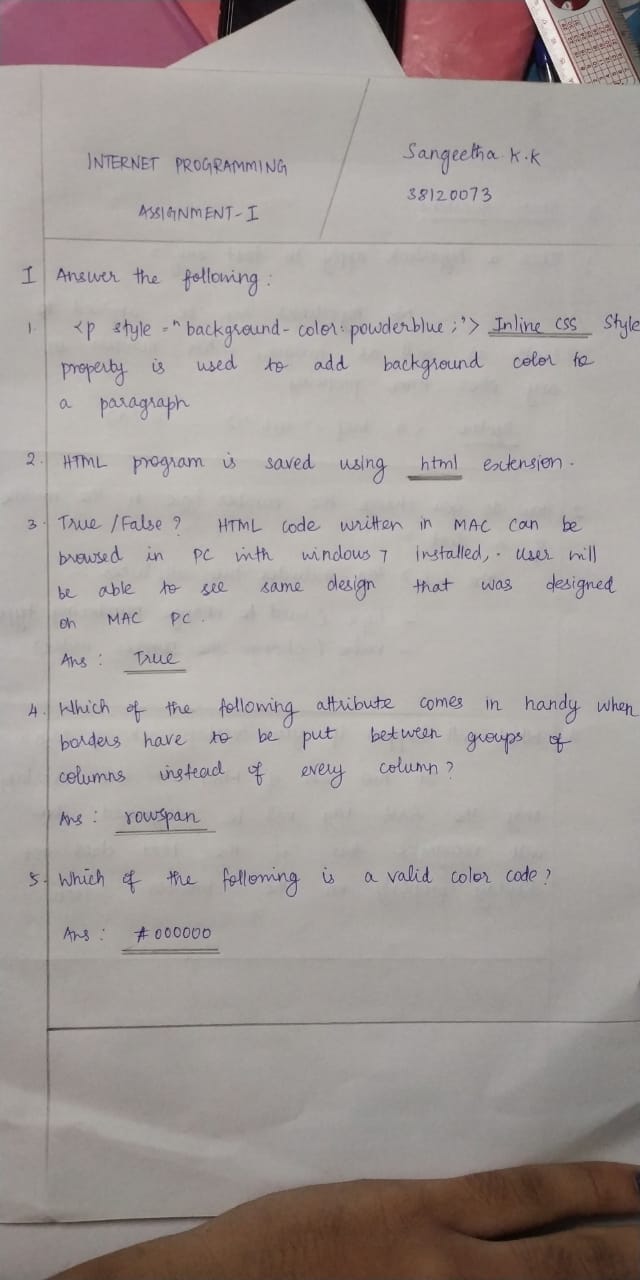 INTERNET PROGRAMMING
ASSIGNMENT-I
Sangeetha K.K
38120073
I Answer the following:
1. <p style="background-color:powderblue;"> Inline css style
property is used to add background color to
a paragraph
2. HTML program is saved using html extension.
3. True/False? HTML code written in MAC can be
browsed in PC with windows 7 installed,. User will
be able to see same design that was designed
on MAC PC.
Ans: True
4. Which of the following attribute comes in handy when
borders have to be put between groups of
columns instead of every column?
Ans: rowspan
5. Which of the following is a valid color code?
Ans: #000000